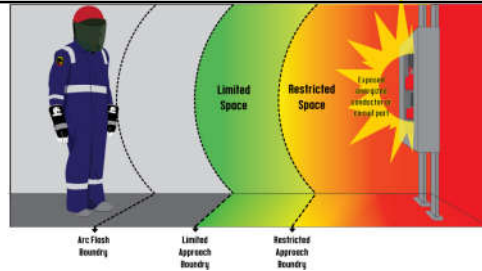 Limited
Space
Restricted
Space
Exposed
energized
conductor or
circuit part
Arc Flash
Boundry
Limited
Approach
Boundry
Restricted
Approach
Boundry